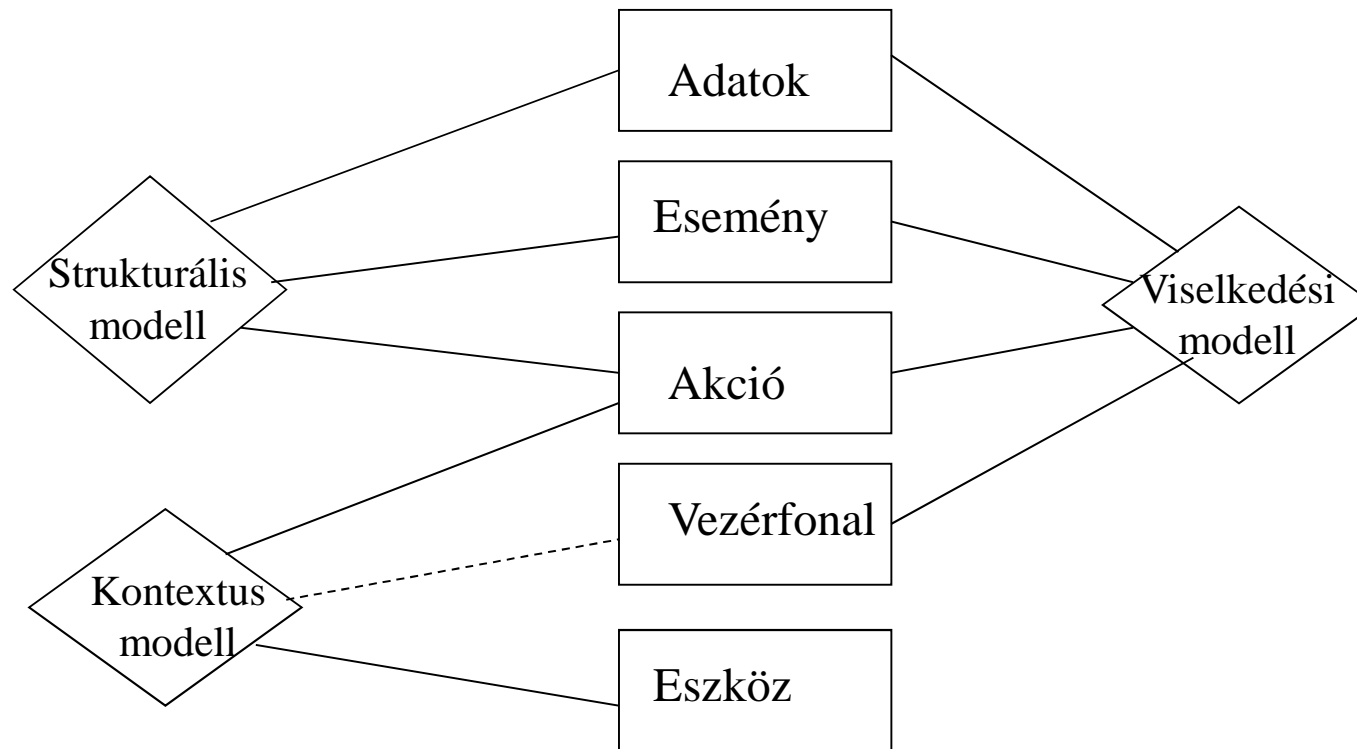 Adatok
Esemény
Strukturális
modell
Viselkedési
modell
Akció
Vezérfonal
Kontextus
modell
Eszköz